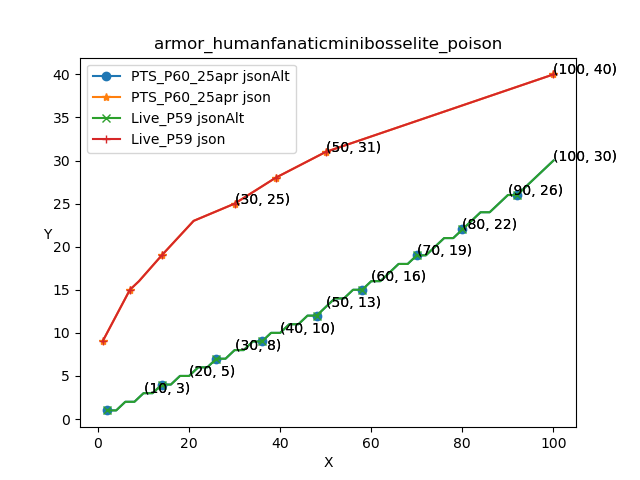 armor_humanfanaticminibosselite_poison
PTS_P60_25apr jsonAlt
PTS_P60_25apr json
Live_P59 jsonAlt
Live_P59 json
(100, 40)
(50, 31)
(30, 25)
(100, 30)
(90, 26)
(80, 22)
(70, 19)
(60, 16)
(50, 13)
(40, 10)
(30, 8)
(20, 5)
(10, 3)
40
35
30
25
20
15
10
5
0
Y
0 20 40 60 80 100
X